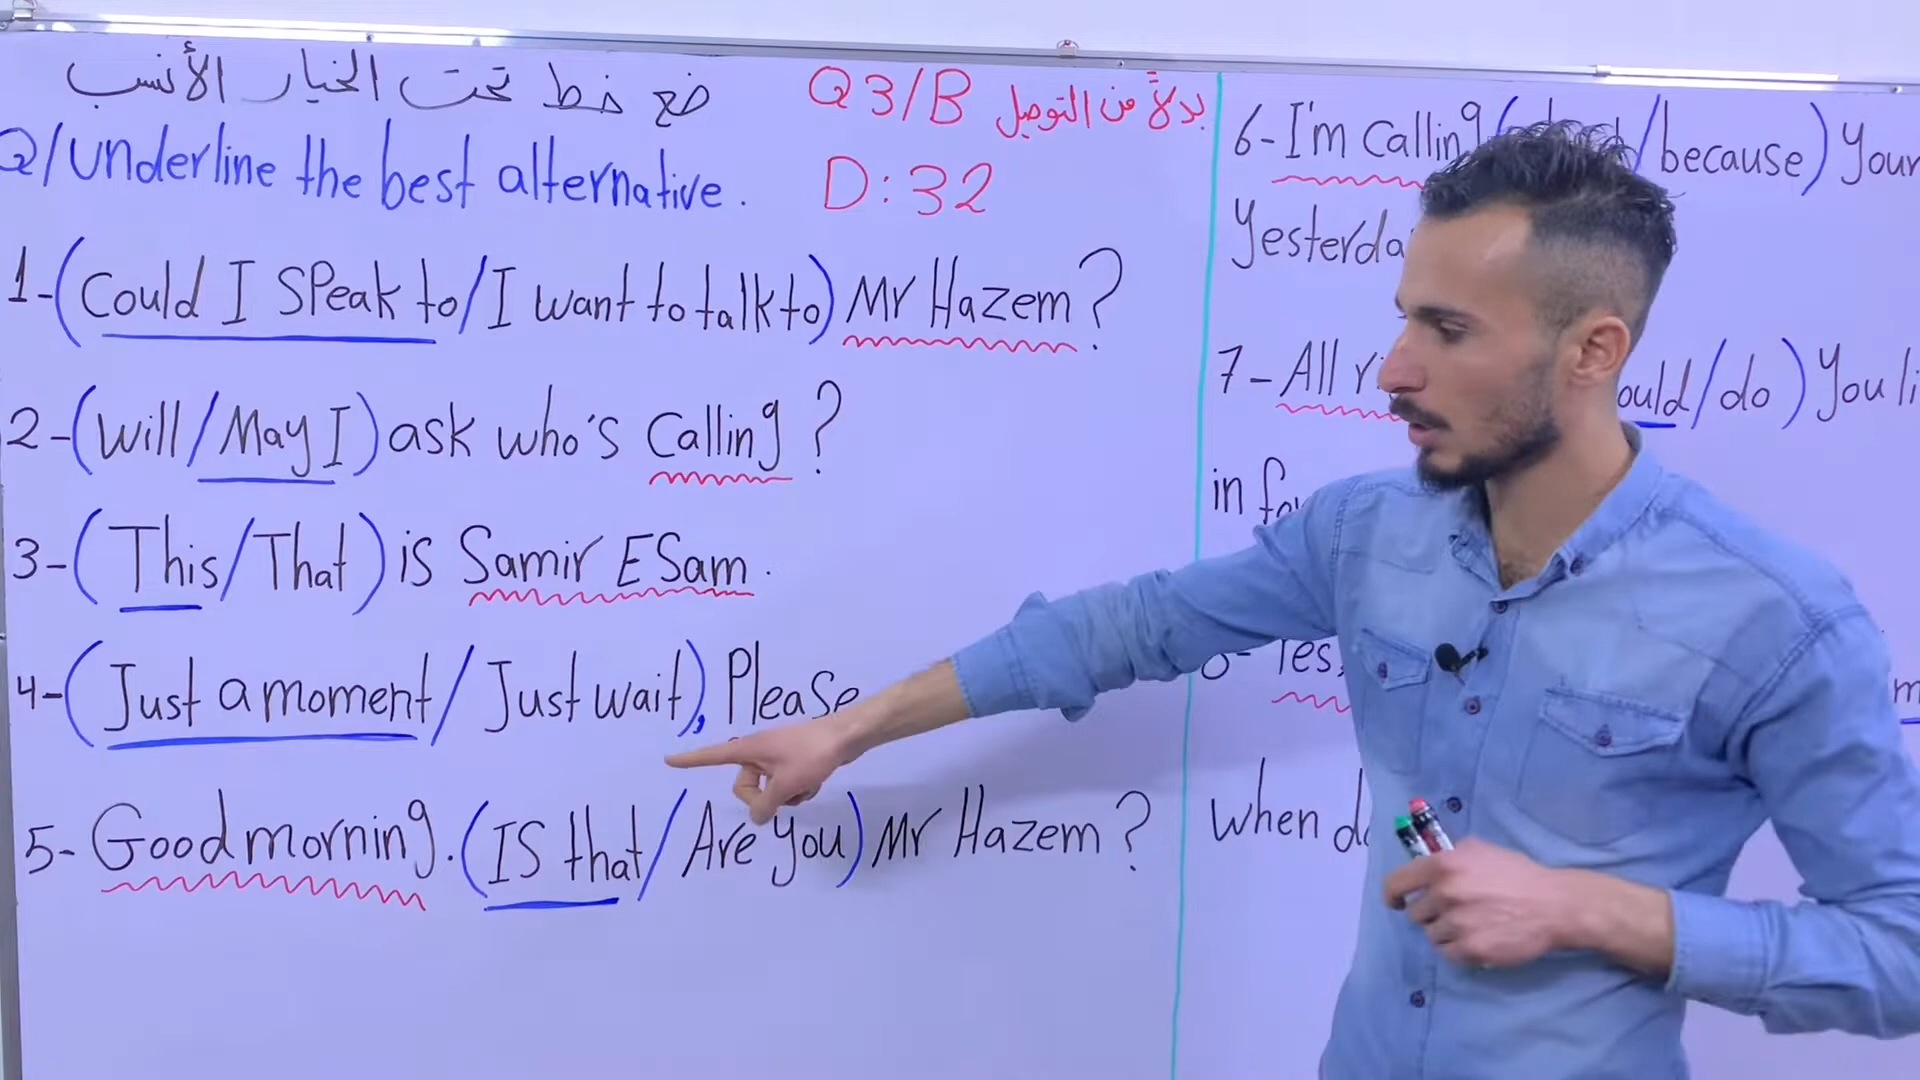 ضع خط تحت الخيار الأنسب
Q3/B بدلاً من التوصيل
Q/Underline the best alternative. D:32
1-(Could I speak to/I want to talk to) Mr Hazem?
2-(Will/May I) ask who's Calling?
3-(This/That) is Samir ESam.
4-(Just a moment/Just wait), Please
5- Good morning. (IS that/Are you) Mr Hazem?
6-I'm Calling /because) your
Yesterda
7-All r ould/do) You li
in for
8- Yes,
when d